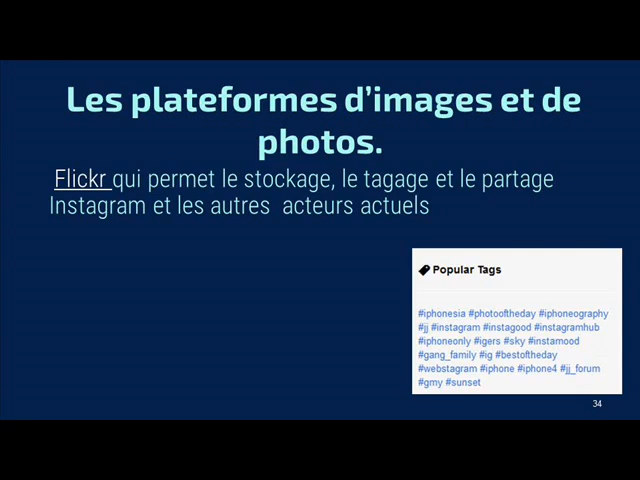 Les plateformes d’images et de
photos.
Flickr qui permet le stockage, le tagage et le partage
Instagram et les autres acteurs actuels
Popular Tags
#iphonesia #photooftheday #iphoneography
#jj #instagram #instagood #instagramhub
#iphoneonly #igers #sky #instamood
#gang_family #ig #bestoftheday
#webstagram #iphone #iphone4 #jj_forum
#gmy #sunset
34